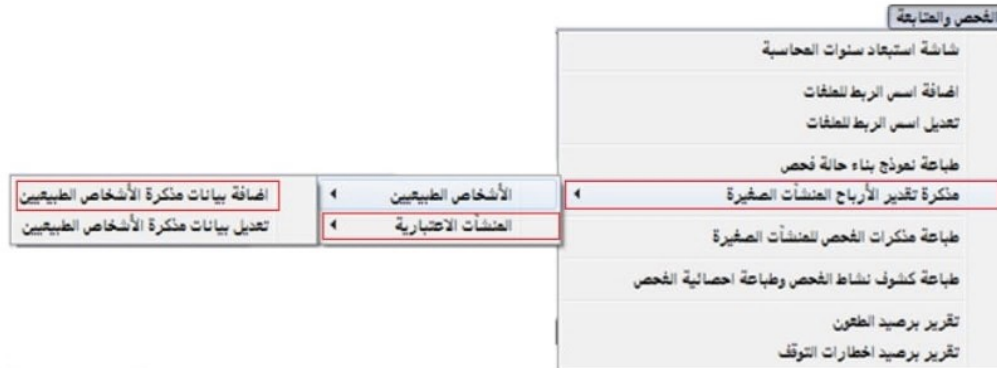 الفحص والمتابعة
شاشة استبعاد سنوات المحاسبة
اضافة اسس الربط للملفات
تعديل اسس الربط للملفات
طباعة نموذج بناء حالة فحص
مذكرة تقدير الأرباح المنشآت الصغيرة
الأشخاص الطبيعيين
اضافة بيانات مذكرة الأشخاص الطبيعيين
المنشآت الاعتبارية
تعديل بيانات مذكرة الأشخاص الطبيعيين
طباعة مذكرات الفحص للمنشآت الصغيرة
طباعة كشوف نشاط الفحص وطباعة احصائية الفحص
تقرير برصيد الطعون
تقرير برصيد اخطارات التوقف